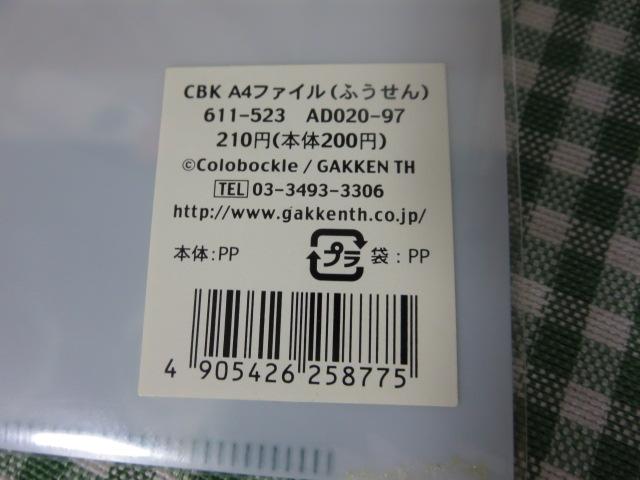 CBK A4ファイル(ふうせん)
611-523 AD020-97
210円(本体200円)
©Colobockle / GAKKEN TH
TEL 03-3493-3306
http://www.gakkenth.co.jp/
本体:PP プラ 袋:PP
4 905426 258775